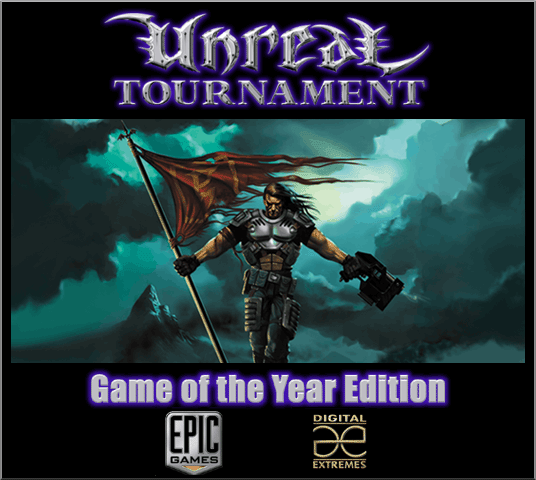 Unreal
TOURNAMENT
Game of the Year Edition
EPIC
GAMES
DIGITAL
EXTREMES